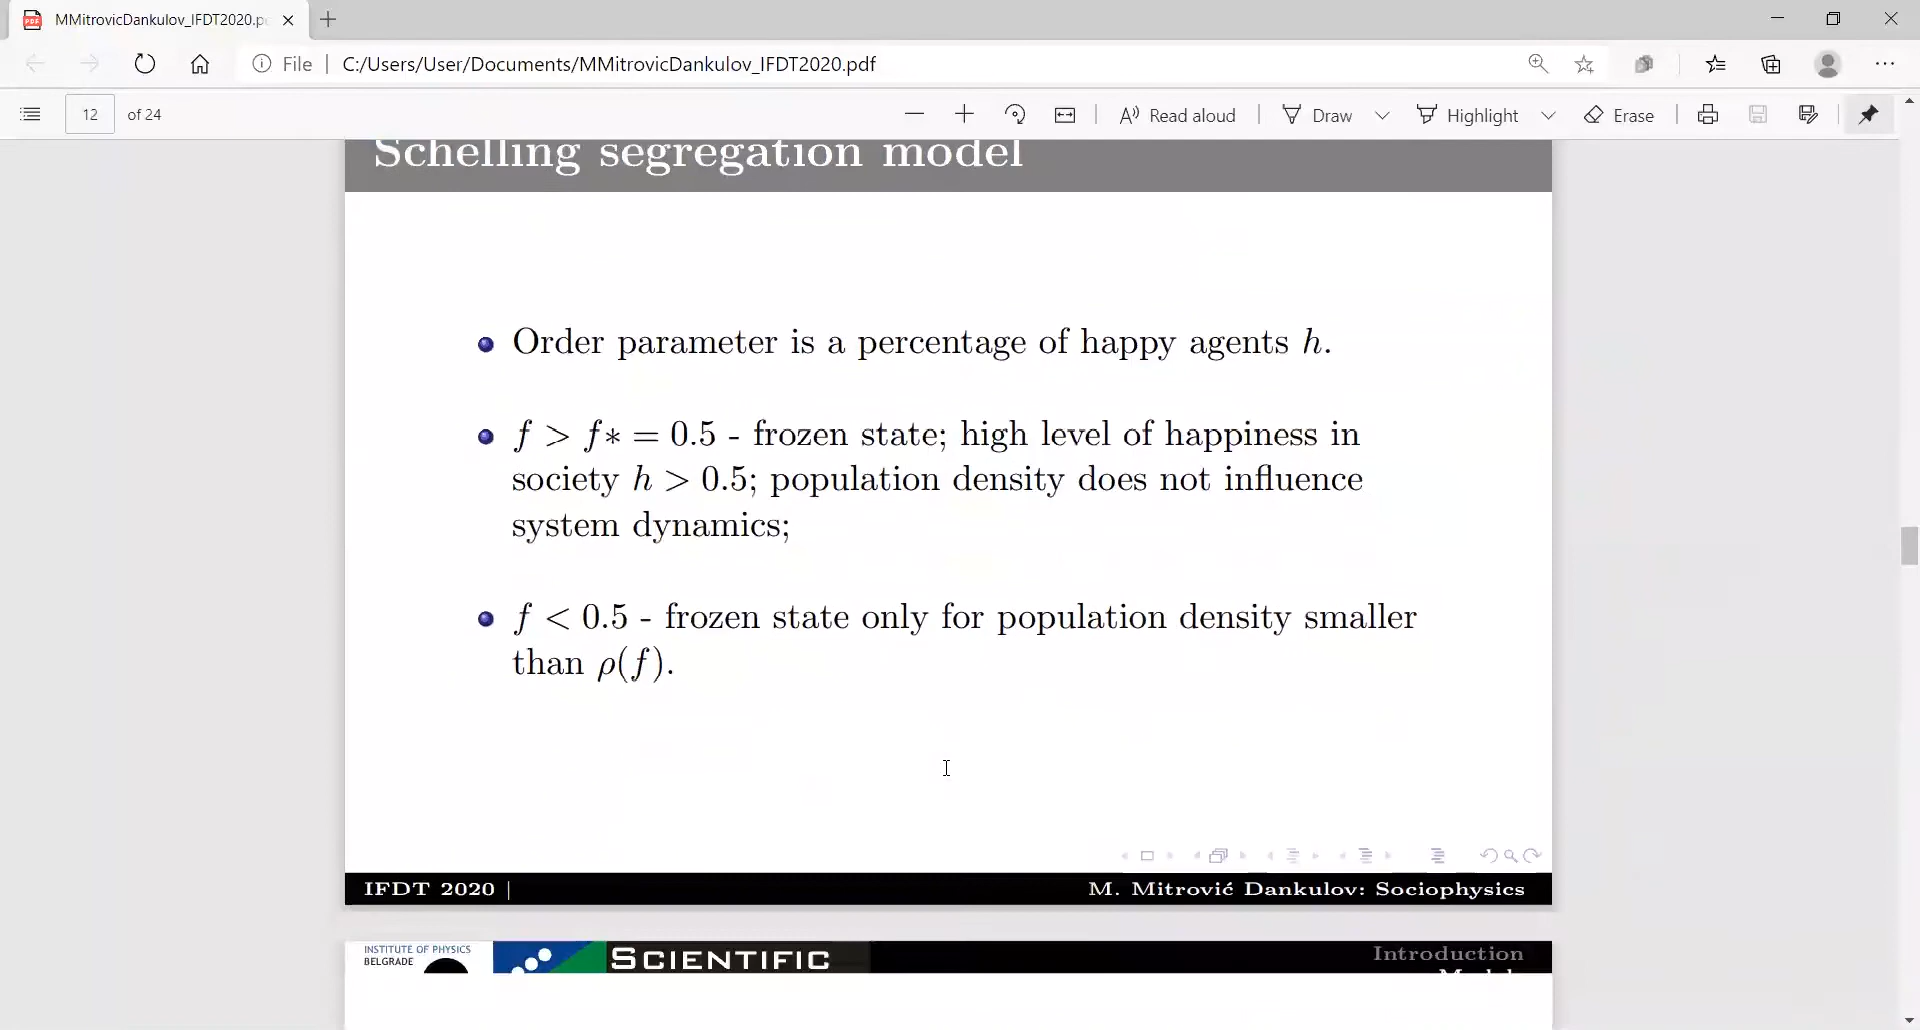 MMitrovicDankulov_IFDT2020.p
File | C:/Users/User/Documents/MMitrovicDankulov_IFDT2020.pdf
12 of 24
Read aloud
Draw
Highlight
Erase
Schelling segregation model
Order parameter is a percentage of happy agents h.
f > f∗ = 0.5 - frozen state; high level of happiness in
society h > 0.5; population density does not influence
system dynamics;
f < 0.5 - frozen state only for population density smaller
than ρ(f).
IFDT 2020 |
M. Mitrović Dankulov: Sociophysics
INSTITUTE OF PHYSICS
BELGRADE
SCIENTIFIC
Introduction